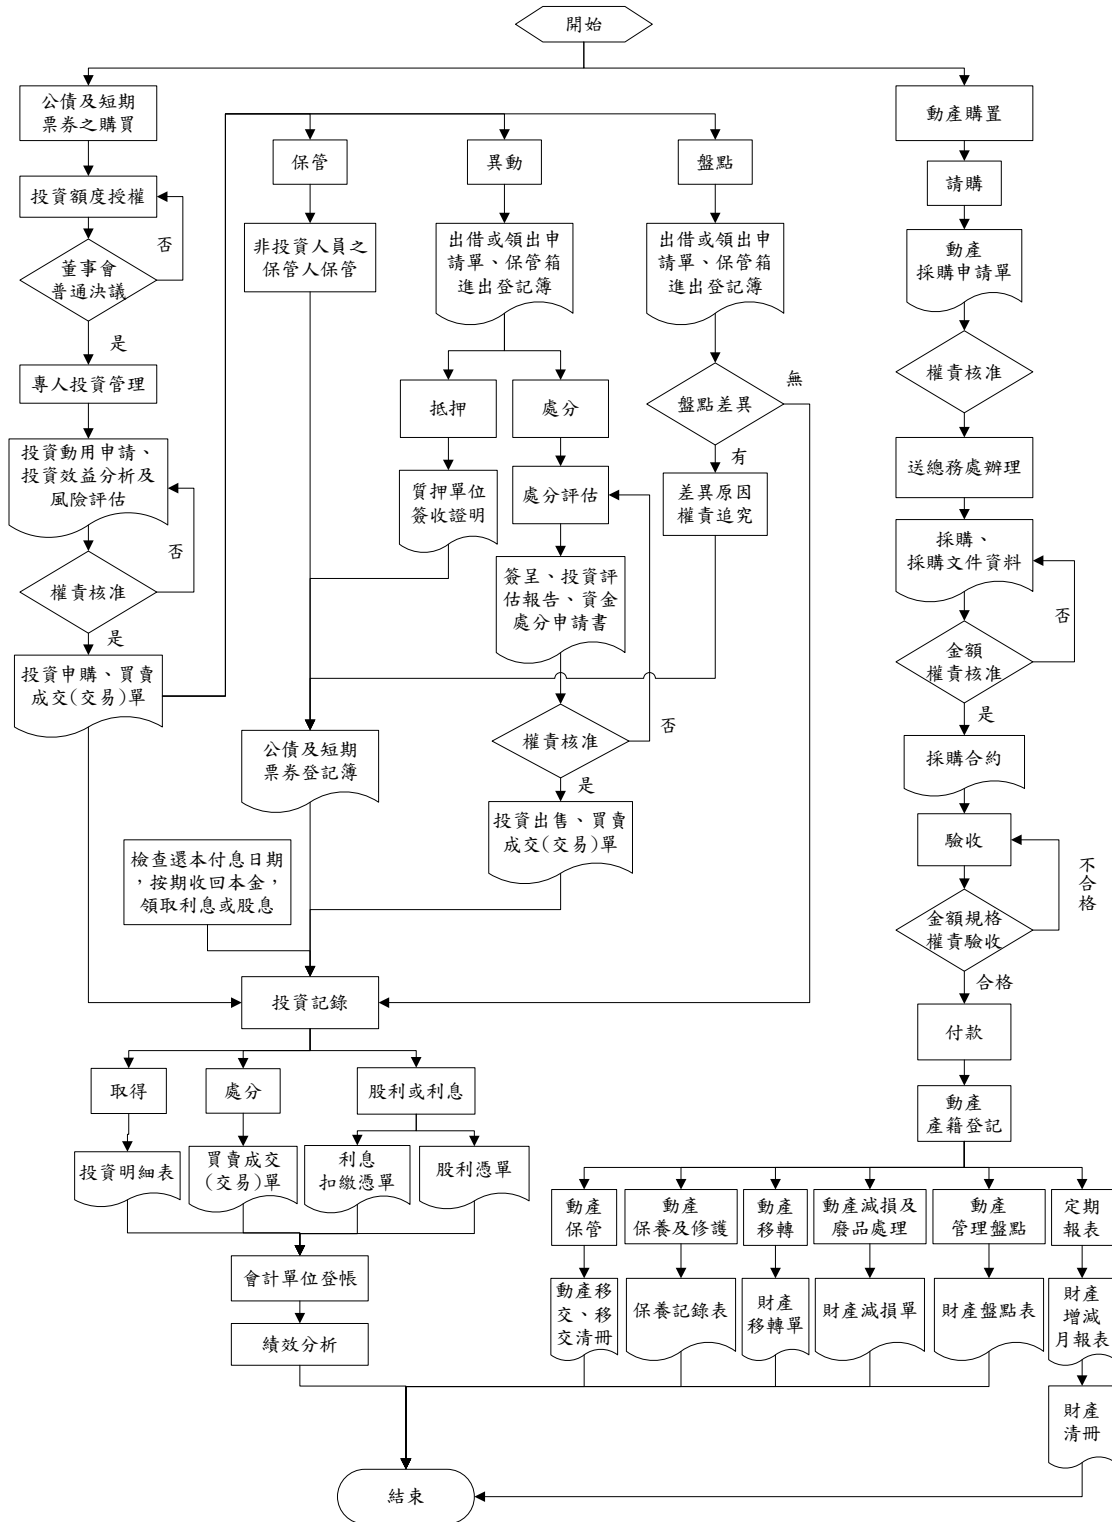 開始
公債及短期
票券之購買
投資額度授權
否
董事會
普通決議
是
專人投資管理
投資動用申請、
投資效益分析及
風險評估
否
權責核准
是
投資申購、買賣
成交(交易)單
保管
非投資人員之
保管人保管
異動
出借或領出申
請單、保管箱
進出登記簿
抵押
質押單位
簽收證明
處分
處分評估
簽呈、投資評
估報告、資金
處分申請書
權責核准
否
是
投資出售、買賣
成交(交易)單
盤點
出借或領出申
請單、保管箱
進出登記簿
盤點差異
無
有
差異原因
權責追究
公債及短期
票券登記簿
檢查還本付息日期
，按期收回本金，
領取利息或股息
投資記錄
取得
處分
股利或利息
投資明細表
買賣成交
(交易)單
利息
扣繳憑單
股利憑單
會計單位登帳
績效分析
動產購置
請購
動產
採購申請單
權責核准
送總務處辦理
採購、
採購文件資料
否
金額
權責核准
是
採購合約
驗收
不
合
格
金額規格
權責驗收
合格
付款
動產
產籍登記
動產
保管
動產
保養及修護
動產
移轉
動產減損及
廢品處理
動產
管理盤點
定期
報表
動產移
交、移
交清冊
保養記錄表
財產
移轉單
財產減損單
財產盤點表
財產
增減
月報表
財產
清冊
結束